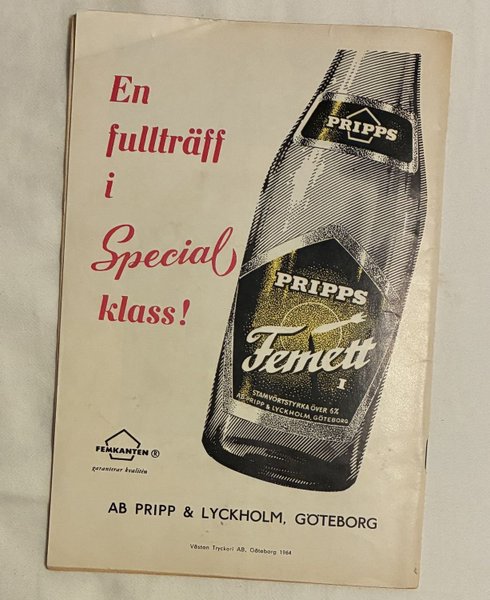 En
fullträff
i
Special
klass!
PRIPPS
PRIPPS
Femett
I
STAMVÖRTSTYRKA ÖVER 6%
AB PRIPP & LYCKHOLM, GÖTEBORG
FEMKANTEN ®
garanterar kvalitén
AB PRIPP & LYCKHOLM, GÖTEBORG
Västan Tryckeri AB, Göteborg 1964